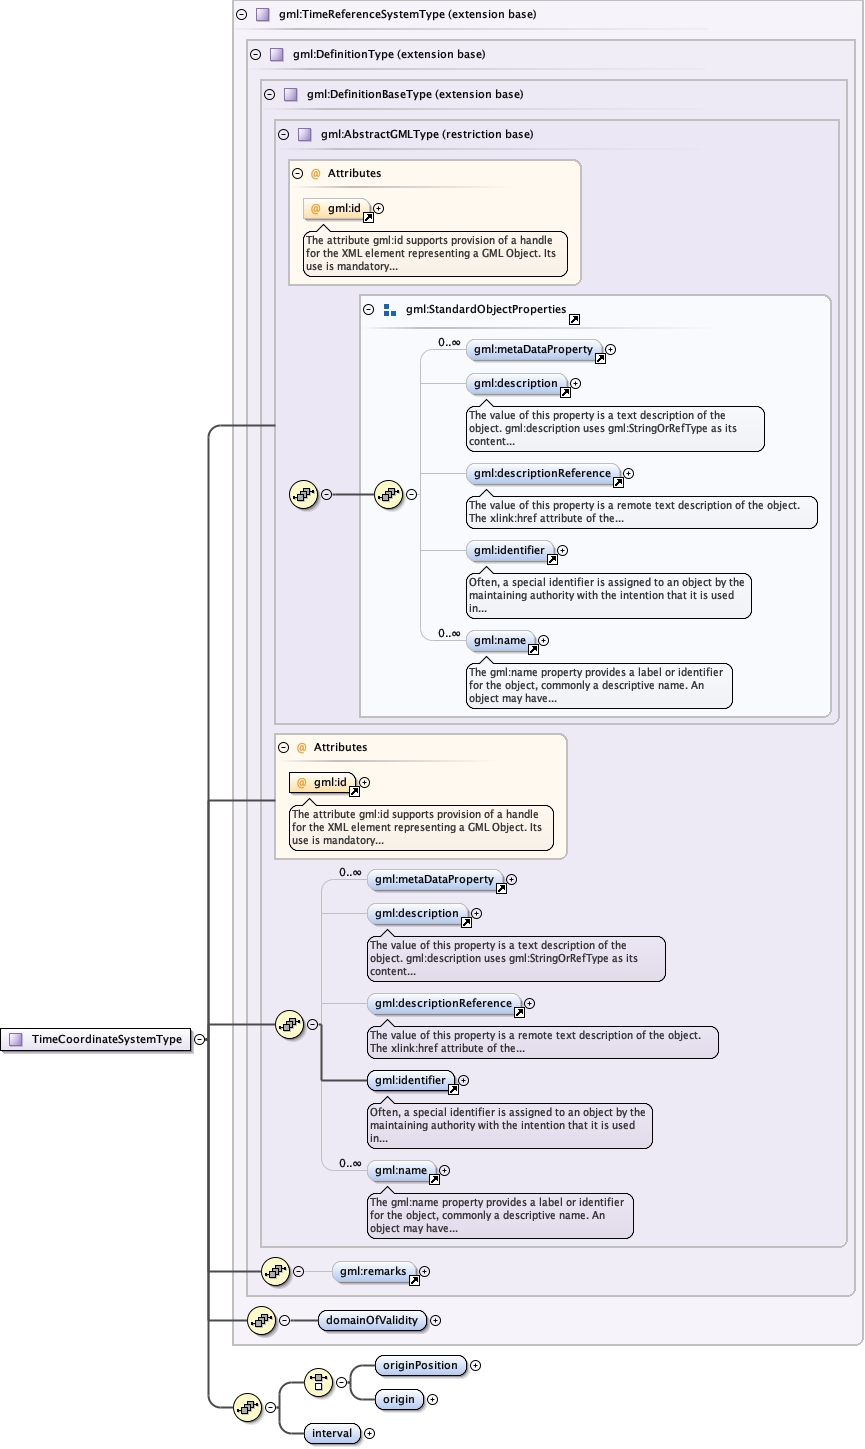 gml:TimeReferenceSystemType (extension base)
gml:DefinitionType (extension base)
gml:DefinitionBaseType (extension base)
gml:AbstractGMLType (restriction base)
@ Attributes
@ gml:id
The attribute gml:id supports provision of a handle
for the XML element representing a GML Object. Its
use is mandatory...
gml:StandardObjectProperties
0..∞
gml:metaDataProperty
gml:description
The value of this property is a text description of the
object. gml:description uses gml:StringOrRefType as its
content...
gml:descriptionReference
The value of this property is a remote text description of the object.
The xlink:href attribute of the...
gml:identifier
Often, a special identifier is assigned to an object by the
maintaining authority with the intention that it is used
in...
0..∞
gml:name
The gml:name property provides a label or identifier
for the object, commonly a descriptive name. An
object may have...
@ Attributes
@ gml:id
The attribute gml:id supports provision of a handle
for the XML element representing a GML Object. Its
use is mandatory...
0..∞
gml:metaDataProperty
gml:description
The value of this property is a text description of the
object. gml:description uses gml:StringOrRefType as its
content...
gml:descriptionReference
The value of this property is a remote text description of the object.
The xlink:href attribute of the...
TimeCoordinateSystemType
gml:identifier
Often, a special identifier is assigned to an object by the
maintaining authority with the intention that it is used
in...
0..∞
gml:name
The gml:name property provides a label or identifier
for the object, commonly a descriptive name. An
object may have...
gml:remarks
domainOfValidity
originPosition
origin
interval